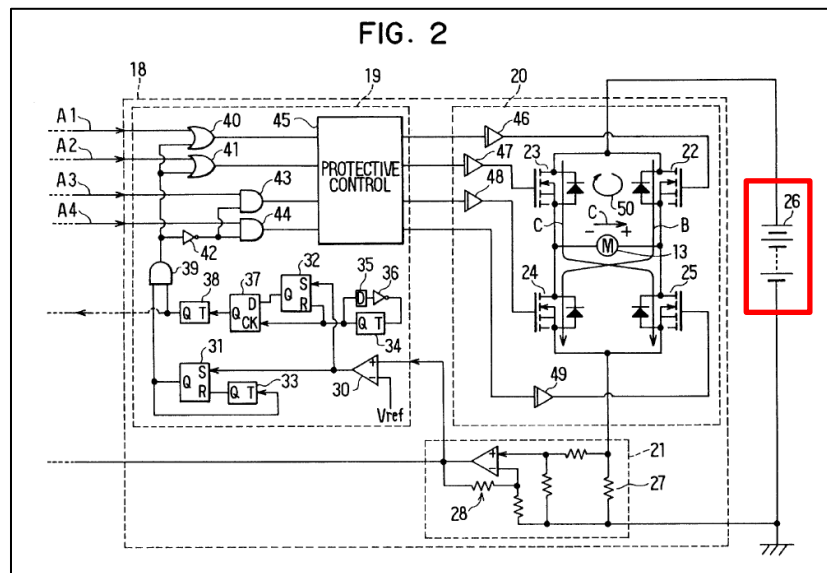 FIG. 2
18
19
20
A1
A2
A3
A4
40
41
43
44
42
45
PROTECTIVE
CONTROL
46
47
48
23
22
50
C
C
B
- +
M
13
24
25
26
39
38
Q T
37
D
Q
CK
32
S
Q
R
35
D
36
Q T
34
31
S
Q
R
33
Q T
30
+
-
Vref
49
21
+
-
28
27